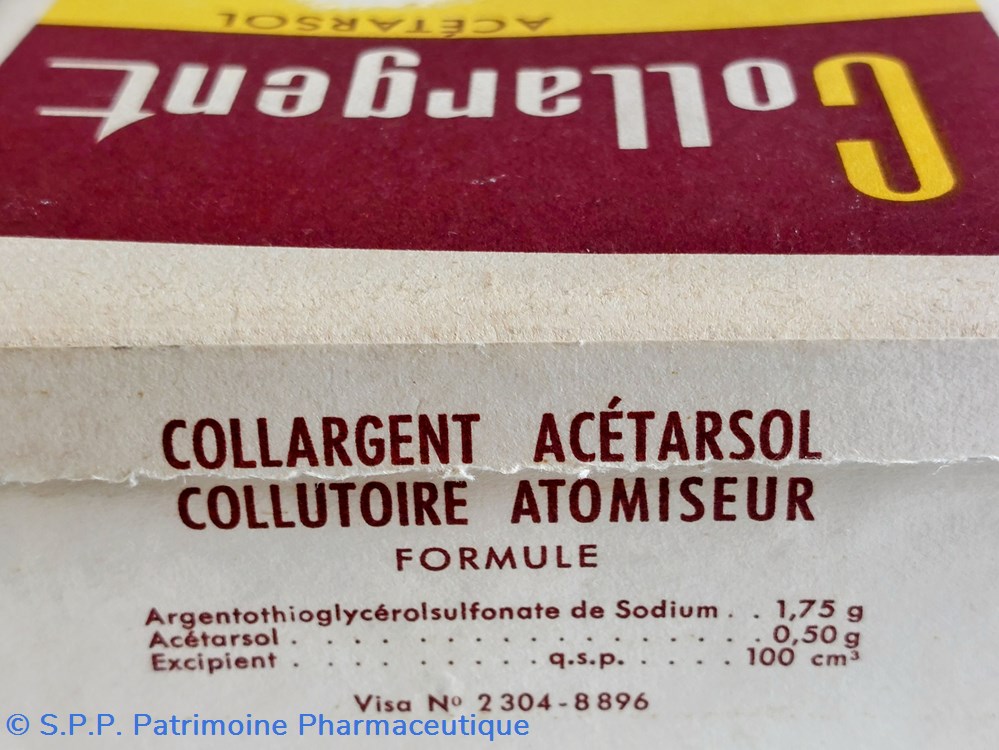 ACÉTARSOL
Collargent
COLLARGENT ACÉTARSOL
COLLUTOIRE ATOMISEUR
FORMULE
Argentothioglycérolsulfonate de Sodium . . 1,75 g
Acétarsol . . . . . . . . . . . . . . . . . 0,50 g
Excipient . . . . . . . . q.s.p. . . . . . 100 cm³
Visa Nº 2304-8896
© S.P.P. Patrimoine Pharmaceutique